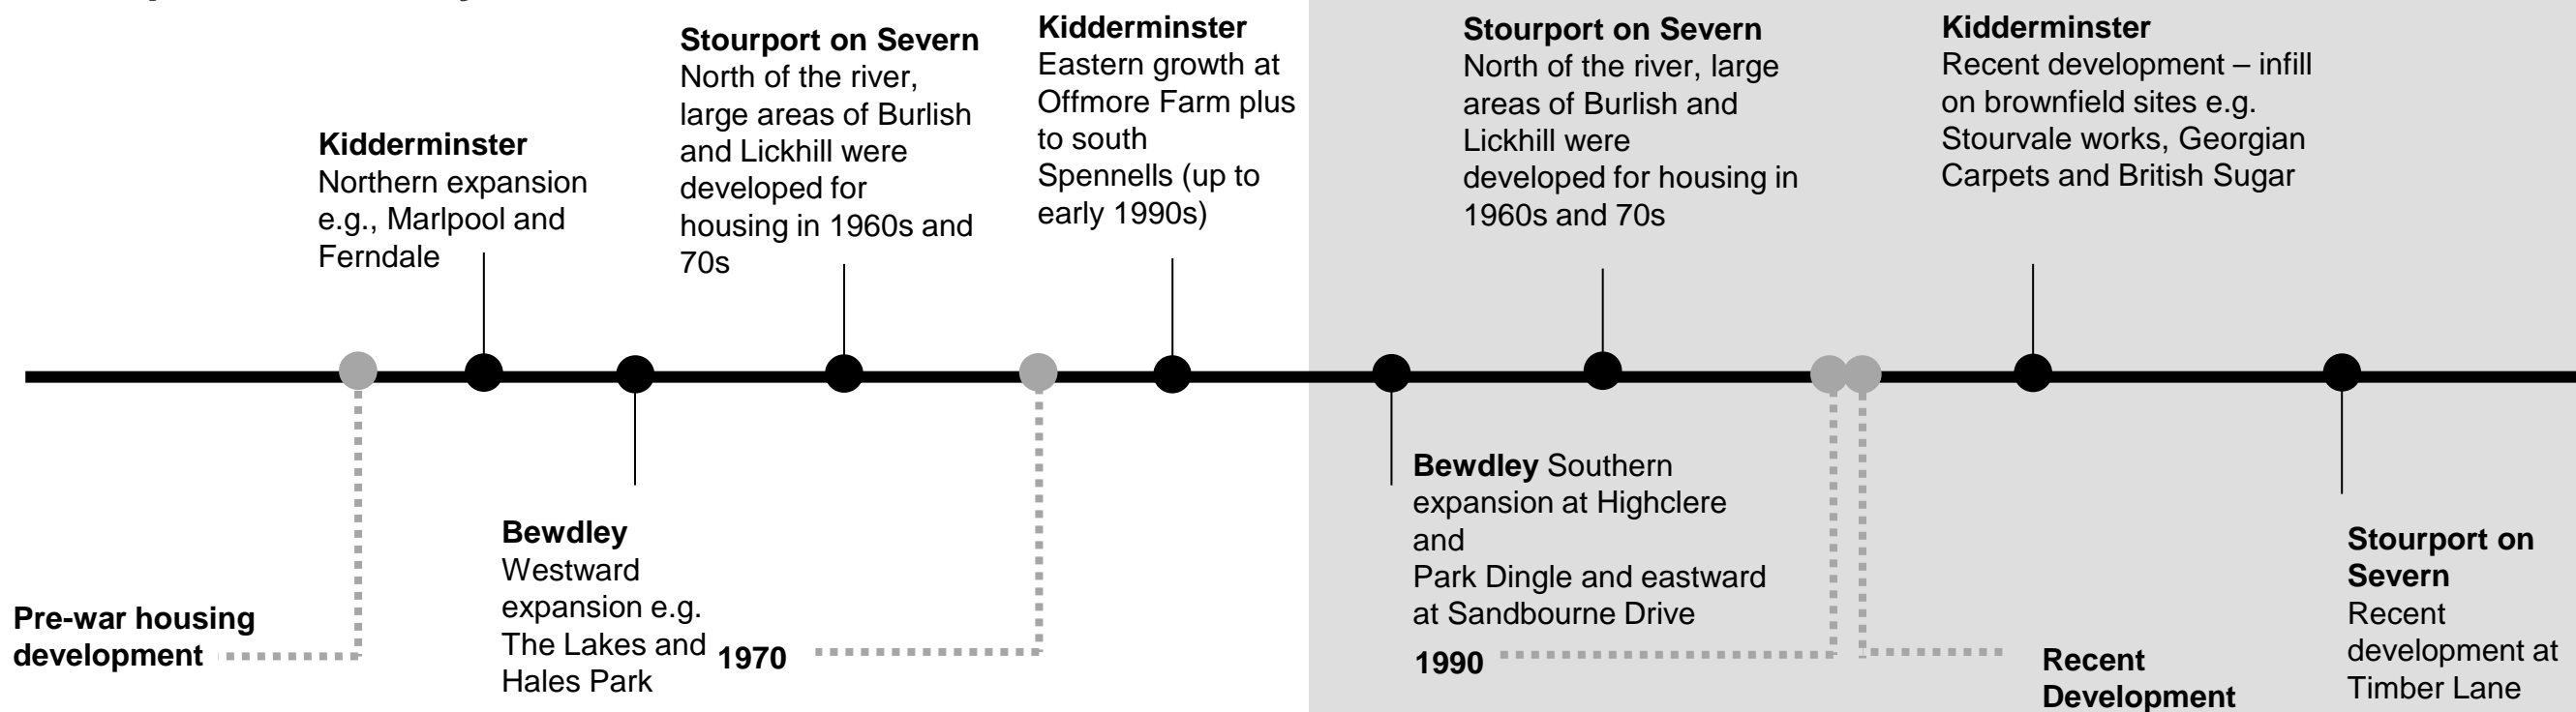 Kidderminster
Northern expansion
e.g., Marlpool and
Ferndale
Stourport on Severn
North of the river,
large areas of Burlish
and Lickhill were
developed for
housing in 1960s and
70s
Kidderminster
Eastern growth at
Offmore Farm plus
to south
Spennells (up to
early 1990s)
Stourport on Severn
North of the river, large
areas of Burlish and
Lickhill were
developed for housing in
1960s and 70s
Kidderminster
Recent development – infill
on brownfield sites e.g.
Stourvale works, Georgian
Carpets and British Sugar
Pre-war housing
development
Bewdley
Westward
expansion e.g.
The Lakes and
Hales Park
1970
Bewdley Southern
expansion at Highclere
and
Park Dingle and eastward
at Sandbourne Drive
1990
Recent
Development
Stourport on
Severn
Recent
development at
Timber Lane